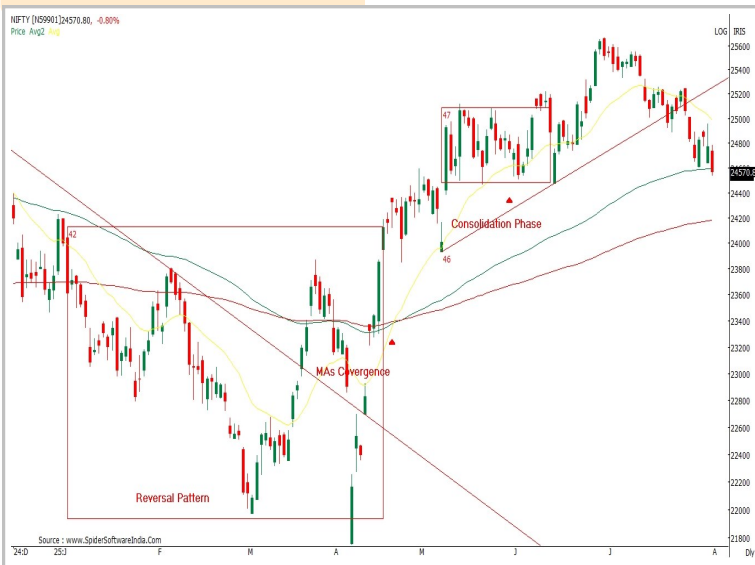 NIFTY [N59901]24570.80, -0.80%
Price Avg2 Avg
LOG IRIS
25600
25400
25200
47
25000
24800
24570.8
24400
Consolidation Phase
24200
42
24000
46
23800
23600
23400
23200
MAs Covergence
23000
22800
22600
22400
22200
Reversal Pattern
22000
Source : www.SpiderSoftwareIndia.Com
21800
24:D 25:J F M A M J J A Dly